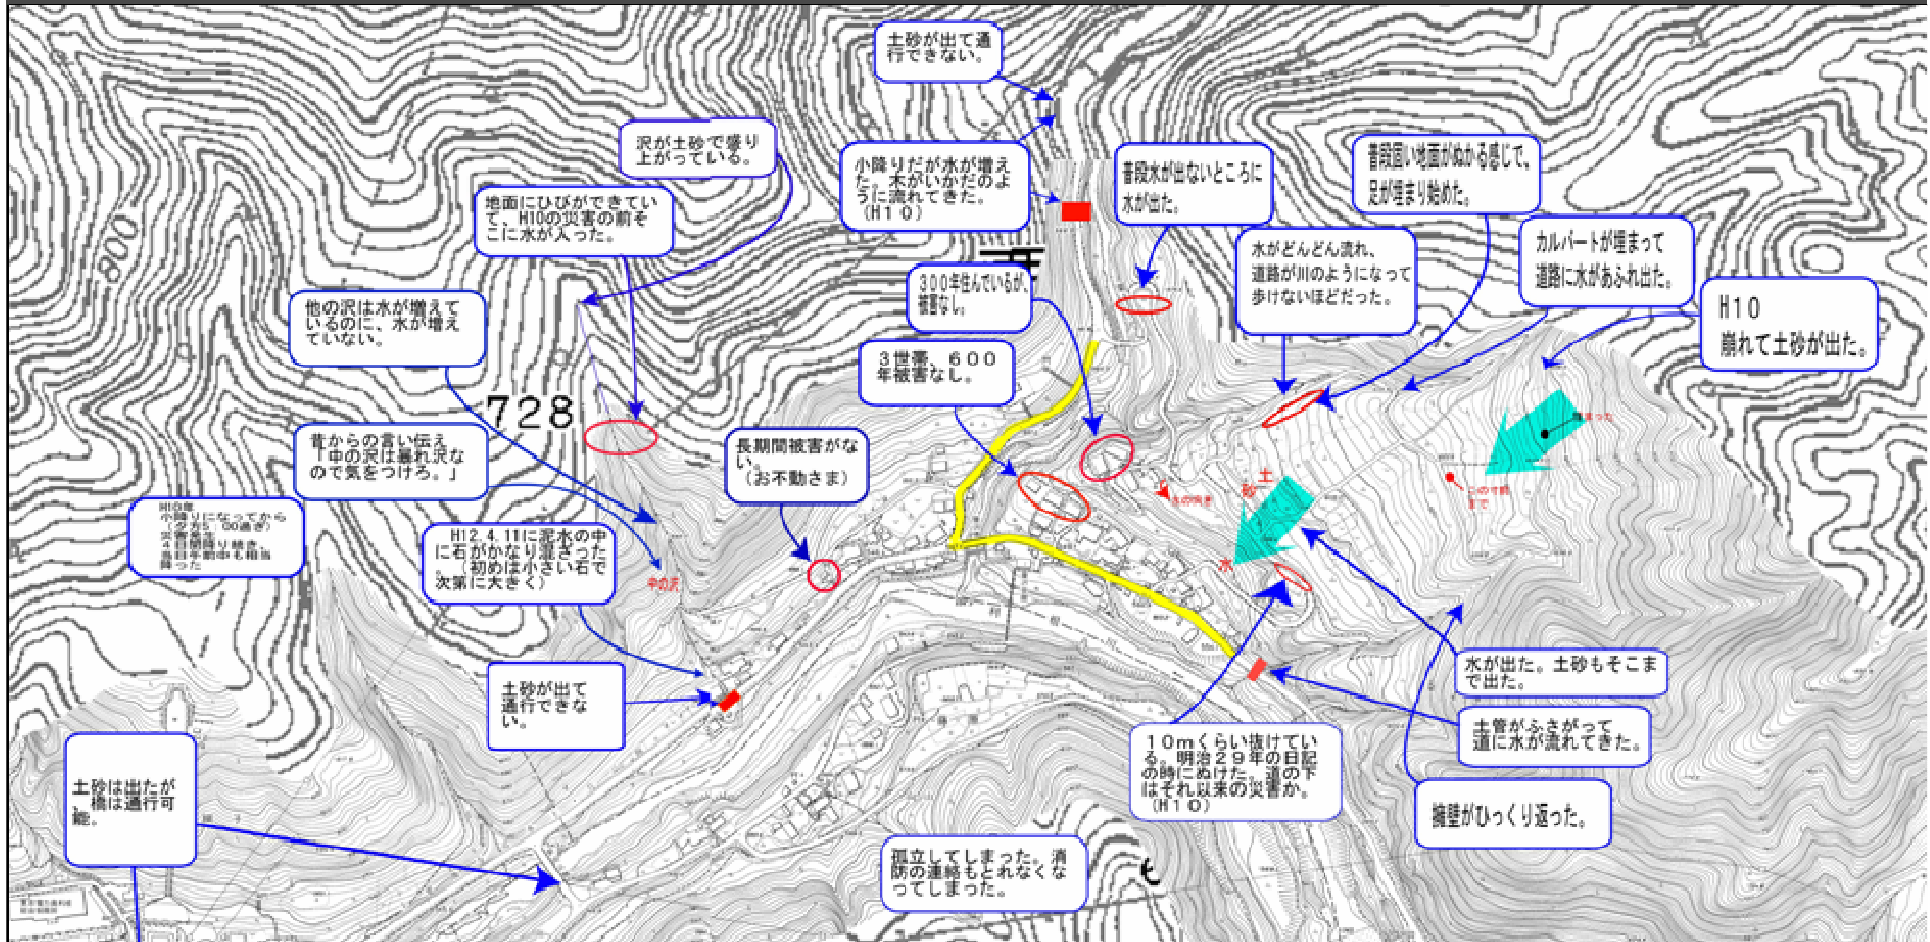 土砂が出て通
行できない。
沢が土砂で盛り
上がっている。
小降りだが水が増え
た。木がいかだのよ
うに流れてきた。
（H10）
普段水が出ないところに
水が出た。
普段固い地面がぬかる感じで、
足が埋まり始めた。
地面にひびができてい
て、H10の災害の前そ
こに水が入った。
水がどんどん流れ、
道路が川のようになって
歩けないほどだった。
カルバートが埋まって
道路に水があふれ出た。
300年住んでいるが、
被害なし。
H10
崩れて土砂が出た。
他の沢は水が増えて
いるのに、水が増え
ていない。
3世帯、600
年被害なし。
800
728
昔からの言い伝え
「中の沢は暴れ沢な
ので気をつけろ。」
長期間被害がな
い。
（お不動さま）
土
砂
水
小降りになってから
H12.4.11に泥水の中
に石がかなり混ざった
。（初めは小さい石で
次第に大きく）
中の沢
土砂が出て
通行できな
い。
水が出た。土砂もそこま
で出た。
土管がふさがって
道に水が流れてきた。
10mくらい抜けてい
る。明治29年の日記
の時にぬけた。道の下
はそれ以来の災害か。
（H10）
擁壁がひっくり返った。
土砂は出たが
、橋は通行可
能。
孤立してしまった。消
防の連絡もとれなくな
ってしまった。